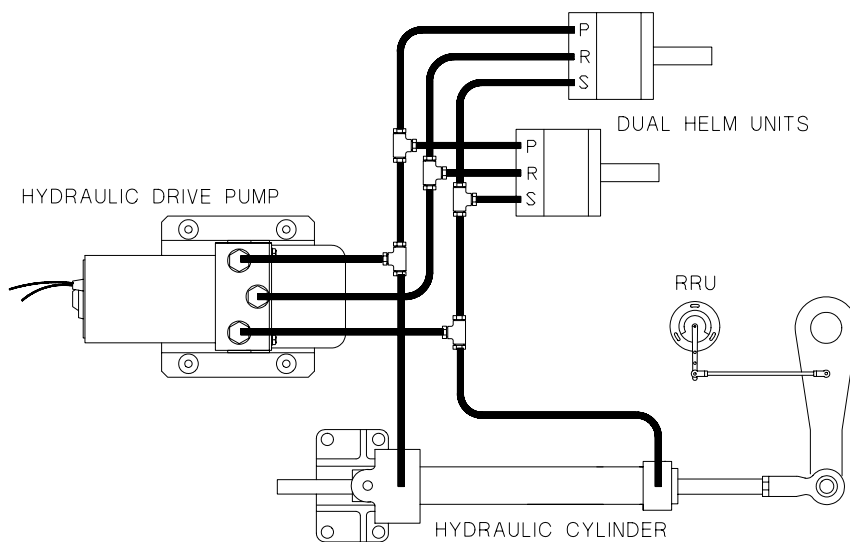 P
R
S
DUAL HELM UNITS
P
R
S
HYDRAULIC DRIVE PUMP
RRU
HYDRAULIC CYLINDER